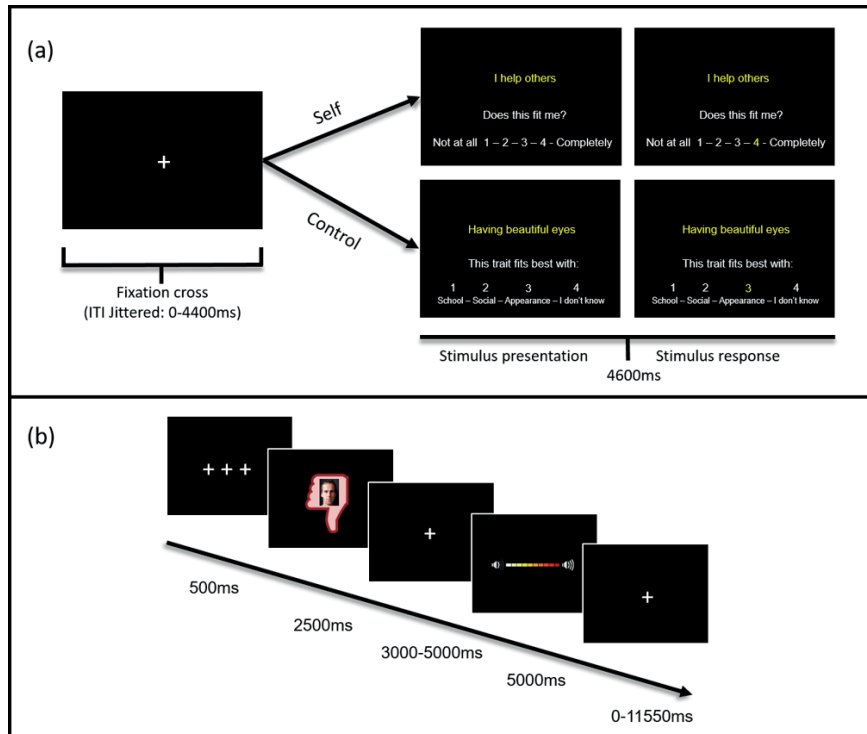 (a)
+
Fixation cross
(ITI Jittered: 0-4400ms)
Self
Control
I help others
Does this fit me?
Not at all 1 – 2 – 3 – 4 - Completely
I help others
Does this fit me?
Not at all 1 – 2 – 3 – 4 - Completely
Having beautiful eyes
This trait fits best with:
1 2 3 4
School – Social – Appearance – I don't know
Having beautiful eyes
This trait fits best with:
1 2 3 4
School – Social – Appearance – I don't know
Stimulus presentation
Stimulus response
4600ms
(b)
+ + +
+
+
500ms
2500ms
3000-5000ms
5000ms
0-11550ms